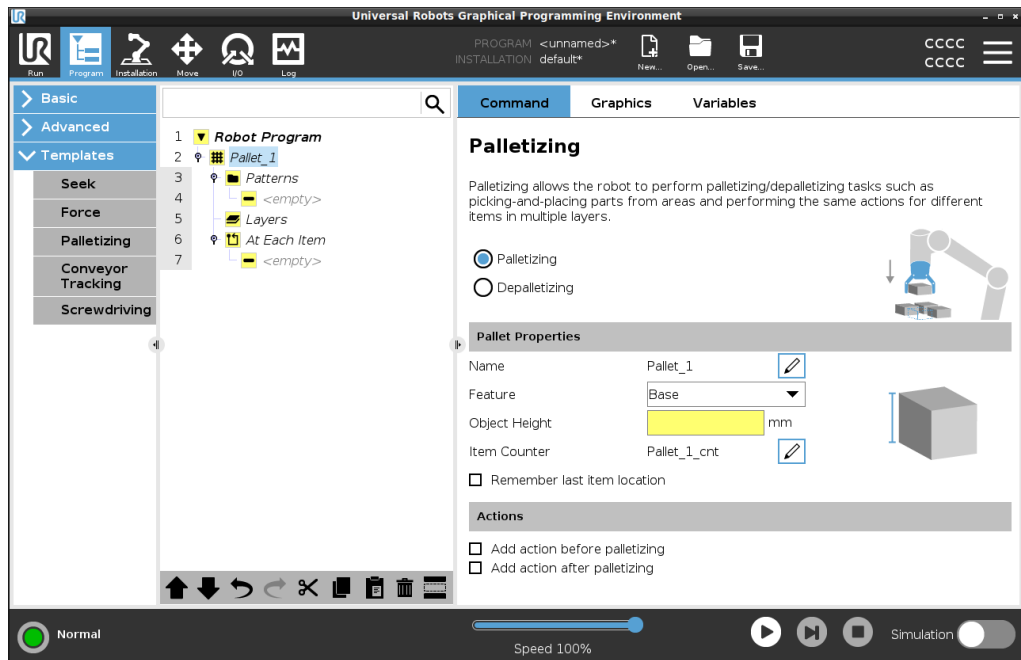 Universal Robots Graphical Programming Environment
UR
Run
Program
Installation
Move
I/O
Log
PROGRAM <unnamed>*
INSTALLATION default*
New...
Open...
Save...
CCCC
CCCC
Basic
Advanced
Templates
Seek
Force
Palletizing
Conveyor
Tracking
Screwdriving
1 Robot Program
2 Pallet_1
3 Patterns
4 <empty>
5 Layers
6 At Each Item
7 <empty>
Command Graphics Variables
Palletizing
Palletizing allows the robot to perform palletizing/depalletizing tasks such as
picking-and-placing parts from areas and performing the same actions for different
items in multiple layers.
Palletizing
Depalletizing
Pallet Properties
Name Pallet_1
Feature Base
Object Height mm
Item Counter Pallet_1_cnt
Remember last item location
Actions
Add action before palletizing
Add action after palletizing
Normal
Speed 100%
Simulation